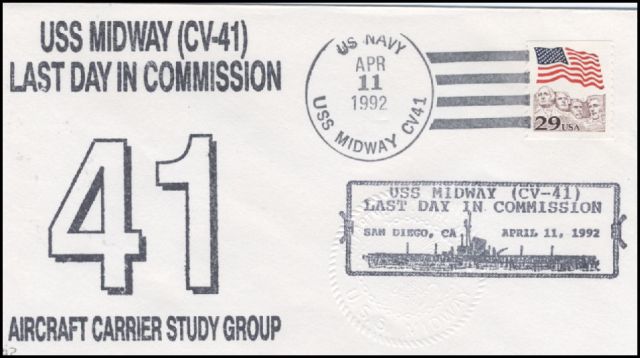 USS MIDWAY (CV-41)
LAST DAY IN COMMISSION
41
AIRCRAFT CARRIER STUDY GROUP
US NAVY
APR
11
1992
USS MIDWAY CV41
29 USA
USS MIDWAY (CV-41)
LAST DAY IN COMMISSION
SAN DIEGO, CA APRIL 11, 1992